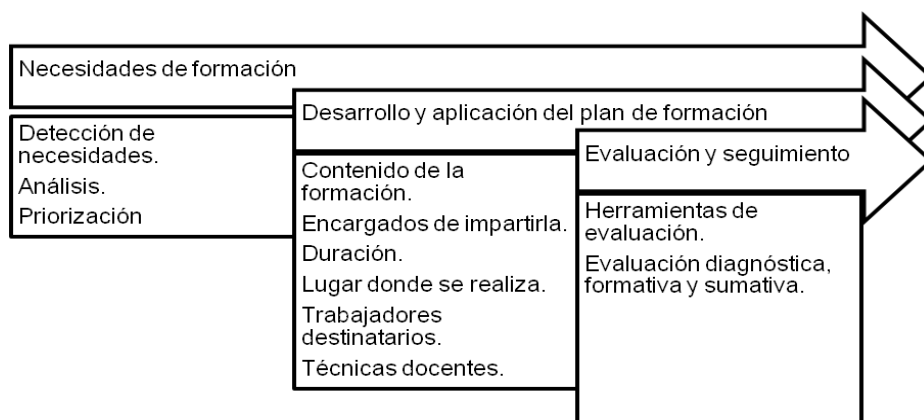 Necesidades de formación
Detección de
necesidades.
Análisis.
Priorización
Desarrollo y aplicación del plan de formación
Contenido de la
formación.
Encargados de impartirla.
Duración.
Lugar donde se realiza.
Trabajadores
destinatarios.
Técnicas docentes.
Evaluación y seguimiento
Herramientas de
evaluación.
Evaluación diagnóstica,
formativa y sumativa.